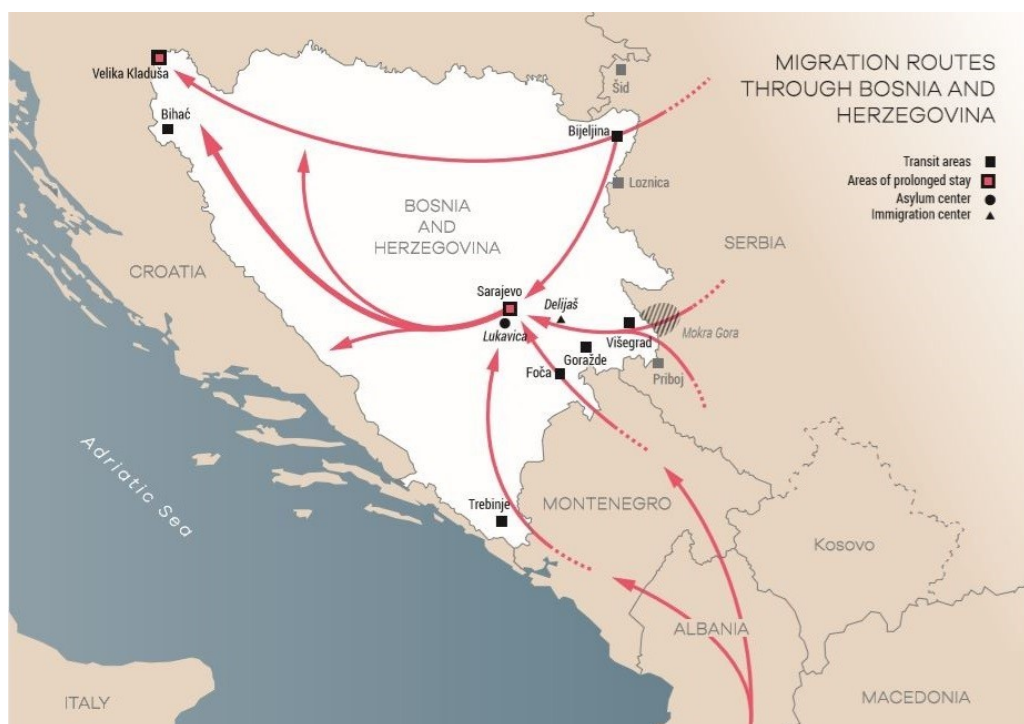 MIGRATION ROUTES
THROUGH BOSNIA AND
HERZEGOVINA
Transit areas
Areas of prolonged stay
Asylum center
Immigration center
Velika Kladuša
Bihać
Šid
Bijeljina
Loznica
BOSNIA
AND
HERZEGOVINA
SERBIA
CROATIA
Sarajevo
Delijaš
Lukavica
Višegrad
Mokra Gora
Goražde
Priboj
Foča
Adriatic Sea
Trebinje
MONTENEGRO
Kosovo
ALBANIA
ITALY
MACEDONIA